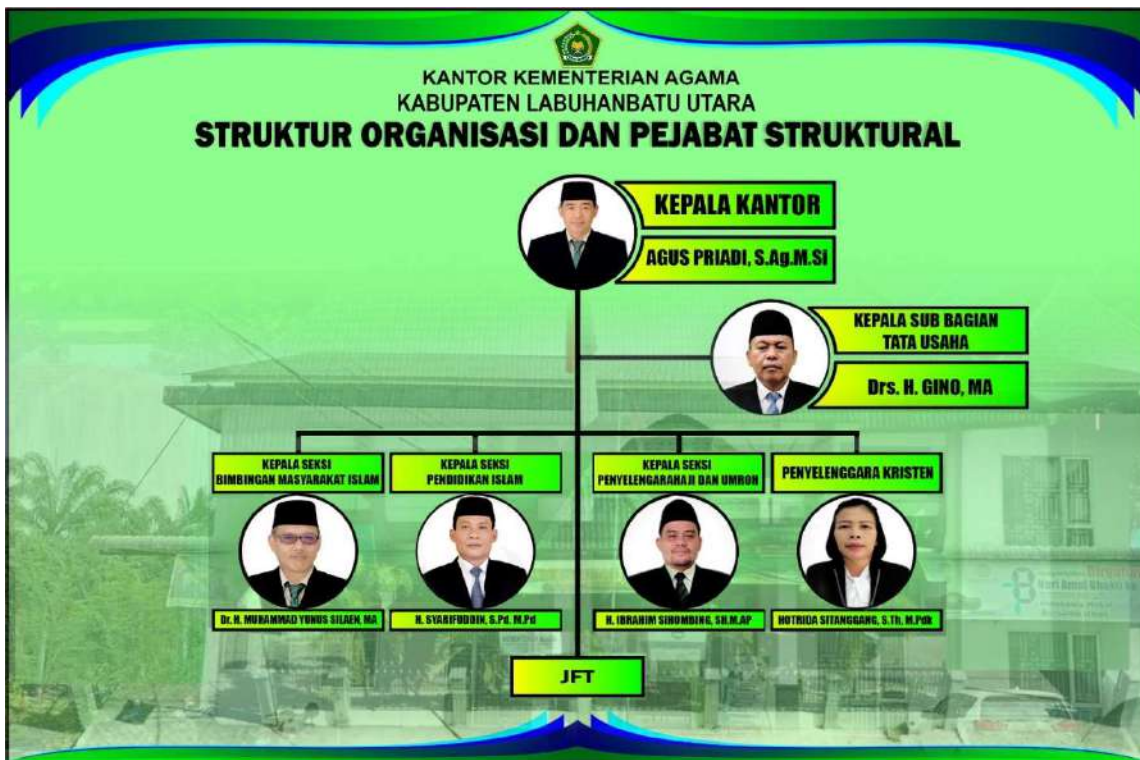 KANTOR KEMENTERIAN AGAMA
KABUPATEN LABUHANBATU UTARA
STRUKTUR ORGANISASI DAN PEJABAT STRUKTURAL
KEPALA KANTOR
AGUS PRIADI, S.Ag.M.Si
KEPALA SUB BAGIAN
TATA USAHA
Drs. H. GINO, MA
KEPALA SEKSI
BIMBINGAN MASYARAKAT ISLAM
Dr. H. MUHAMMAD YUNUS SILAEN, MA
KEPALA SEKSI
PENDIDIKAN ISLAM
H. SYARIFUDDIN, S.Pd. M.Pd
KEPALA SEKSI
PENYELENGARAHAJI DAN UMROH
H. IBRAHIM SIHOMBING, SH.M.AP
PENYELENGGARA KRISTEN
HOTRIDA SITANGGANG, S.Th. M.Pdk
JFT
Hari Amal Bhakti